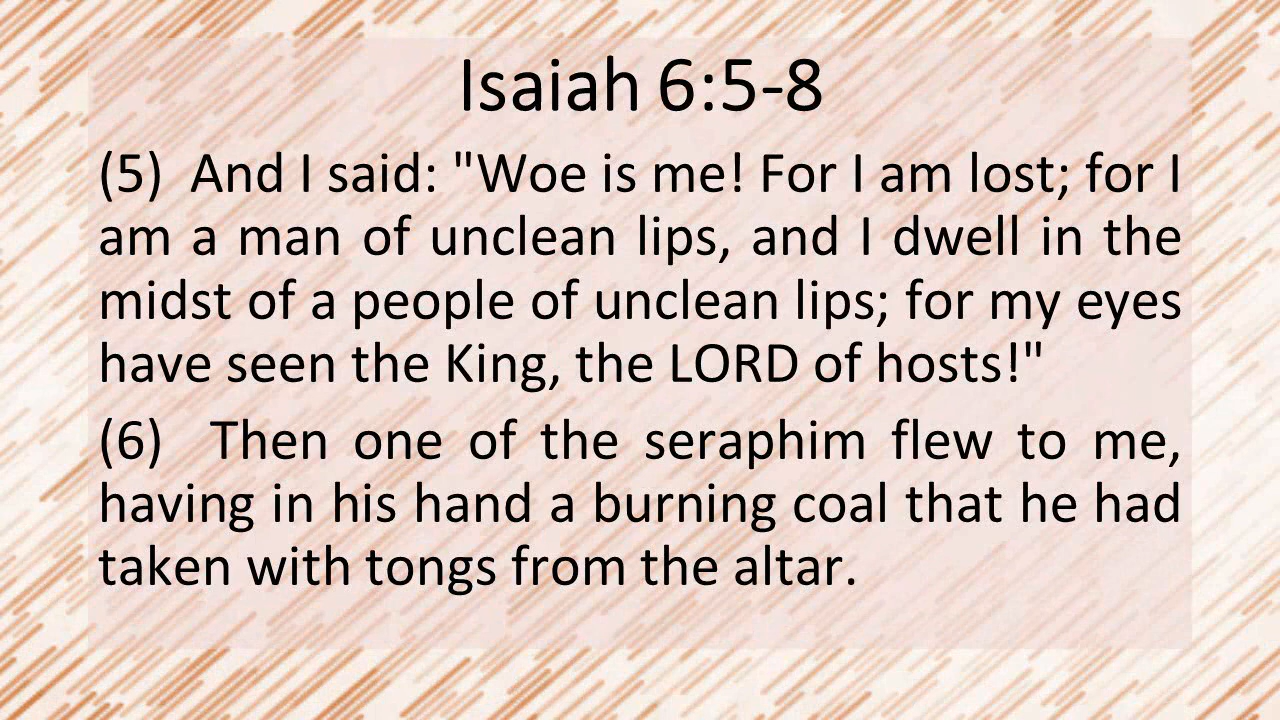 Isaiah 6:5-8
(5)  And I said: "Woe is me! For I am lost; for I
am a man of unclean lips, and I dwell in the
midst of a people of unclean lips; for my eyes
have seen the King, the LORD of hosts!"
(6)  Then one of the seraphim flew to me,
having in his hand a burning coal that he had
taken with tongs from the altar.